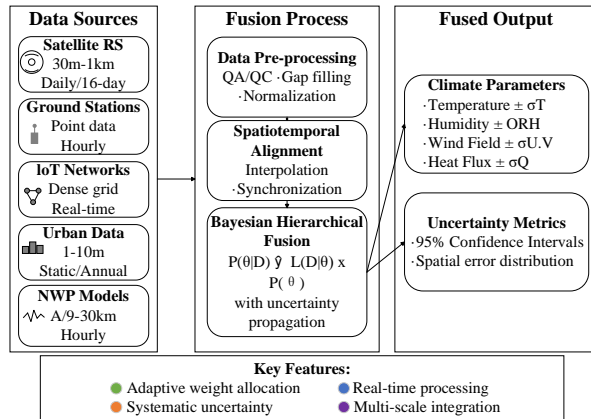 Data Sources
Satellite RS
30m-1km
Daily/16-day
Ground Stations
Point data
Hourly
loT Networks
Dense grid
Real-time
Urban Data
1-10m
Static/Annual
NWP Models
A/9-30km
Hourly
Fusion Process
Data Pre-processing
QA/QC ·Gap filling
·Normalization
Spatiotemporal
Alignment
Interpolation
·Synchronization
Bayesian Hierarchical
Fusion
P(θ|D) ŷ L(D|θ) x
P( θ )
with uncertainty
propagation
Fused Output
Climate Parameters
·Temperature ± σT
·Humidity ± ORH
·Wind Field ± σU.V
·Heat Flux ± σQ
Uncertainty Metrics
·95% Confidence Intervals
·Spatial error distribution
Key Features:
Adaptive weight allocation
Real-time processing
Systematic uncertainty
Multi-scale integration